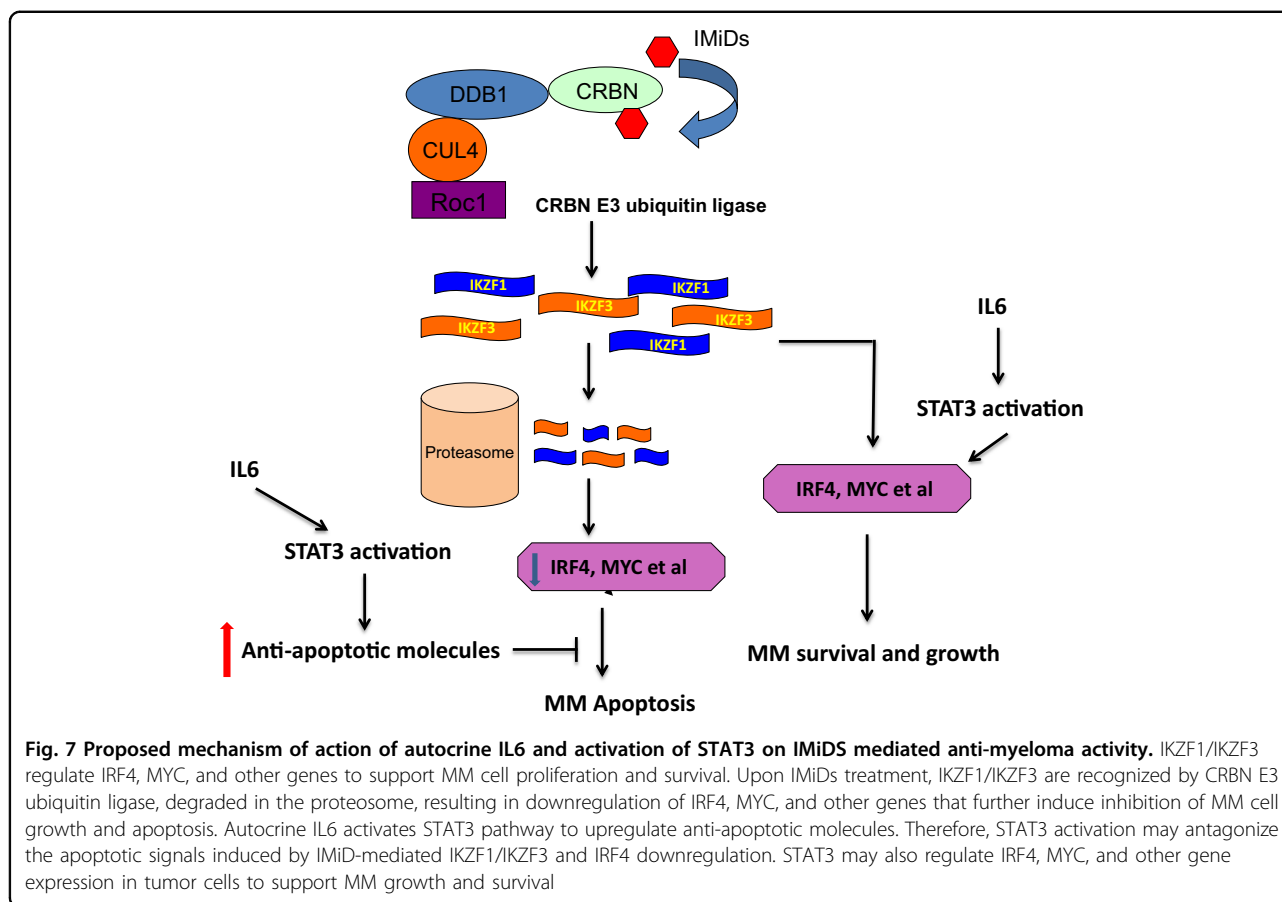 IMiDs
DDB1
CRBN
CUL4
Roc1
CRBN E3 ubiquitin ligase
IKZF1
IKZF1
IKZF3
IKZF3
IKZF3
IKZF1
IL6
STAT3 activation
Proteasome
IL6
IRF4, MYC et al
STAT3 activation
IRF4, MYC et al
Anti-apoptotic molecules
MM survival and growth
MM Apoptosis
Fig. 7 Proposed mechanism of action of autocrine IL6 and activation of STAT3 on IMiDS mediated anti-myeloma activity. IKZF1/IKZF3
regulate IRF4, MYC, and other genes to support MM cell proliferation and survival. Upon IMiDs treatment, IKZF1/IKZF3 are recognized by CRBN E3
ubiquitin ligase, degraded in the proteosome, resulting in downregulation of IRF4, MYC, and other genes that further induce inhibition of MM cell
growth and apoptosis. Autocrine IL6 activates STAT3 pathway to upregulate anti-apoptotic molecules. Therefore, STAT3 activation may antagonize
the apoptotic signals induced by IMiD-mediated IKZF1/IKZF3 and IRF4 downregulation. STAT3 may also regulate IRF4, MYC, and other gene
expression in tumor cells to support MM growth and survival